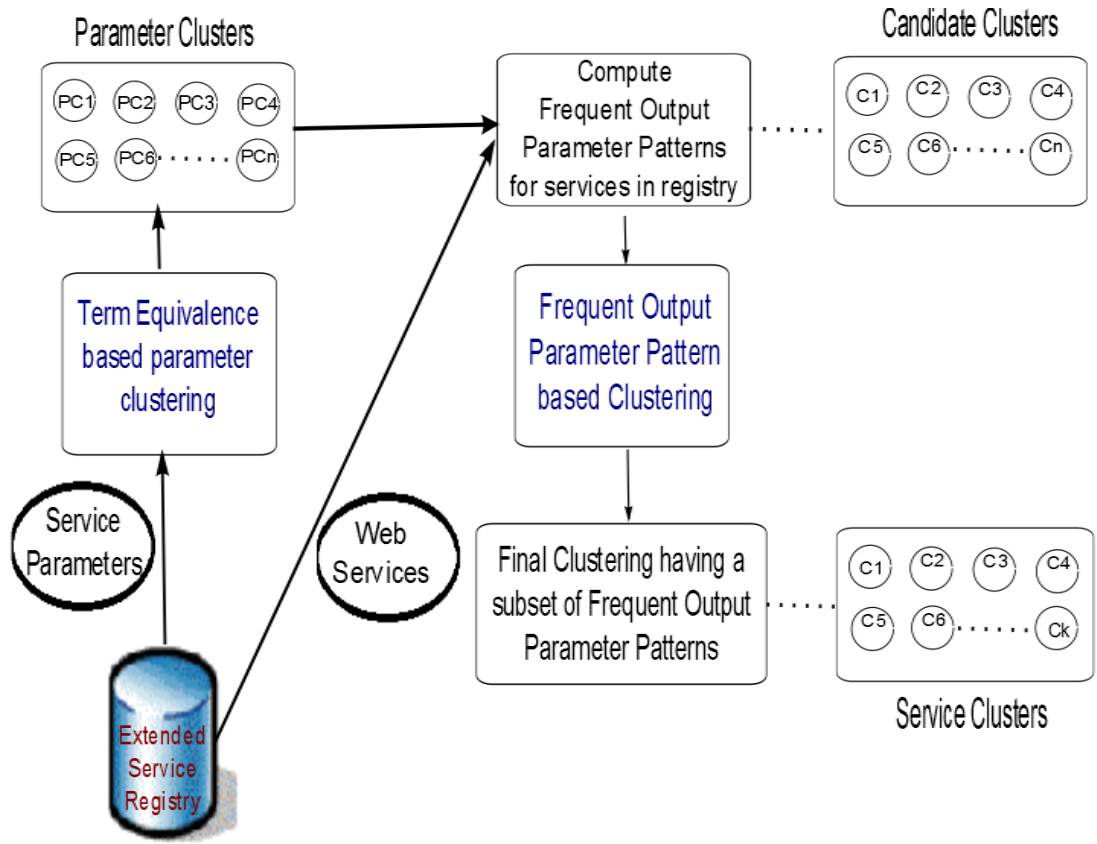 Parameter Clusters
PC1 PC2 PC3 PC4
PC5 PC6 PCn
Term Equivalence
based parameter
clustering
Service
Parameters
Extended
Service
Registry
Web
Services
Compute
Frequent Output
Parameter Patterns
for services in registry
Frequent Output
Parameter Pattern
based Clustering
Final Clustering having a
subset of Frequent Output
Parameter Patterns
Candidate Clusters
C1 C2 C3 C4
C5 C6 Cn
C1 C2 C3 C4
C5 C6 Ck
Service Clusters